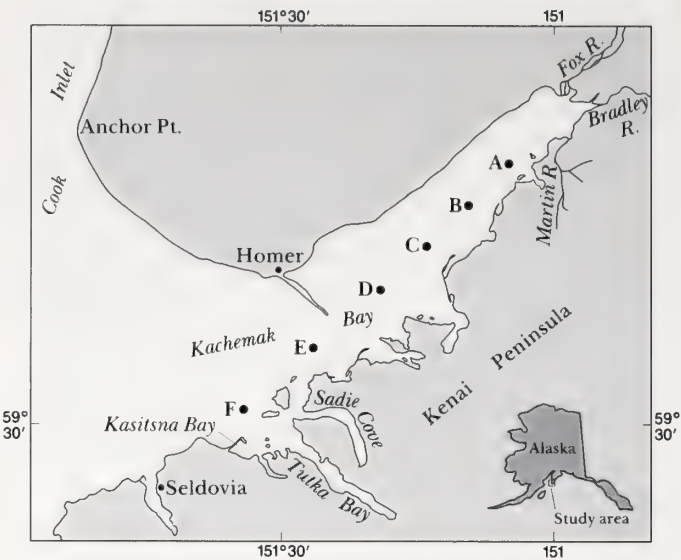 151°30′
151
Inlet
Cook
Anchor Pt.
Fox R.
Bradley
R.
Martin R
A
B
C
D
E
F
Homer
Bay
Kachemak
Kenai Peninsula
Sadie
Cove
59°
30′
59°
30′
Kasitsna Bay
Tutka Bay
Seldovia
Alaska
Study area
151°30′
151